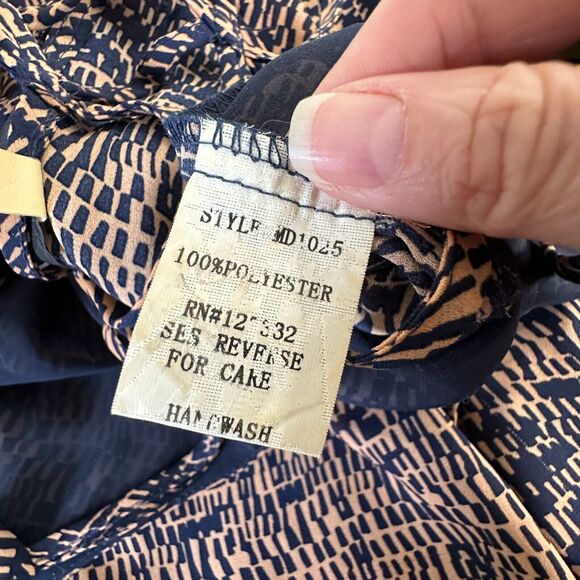 STYLE MD1025
100%POLYESTER
SEE REVERSE
FOR CARE
HANDWASH